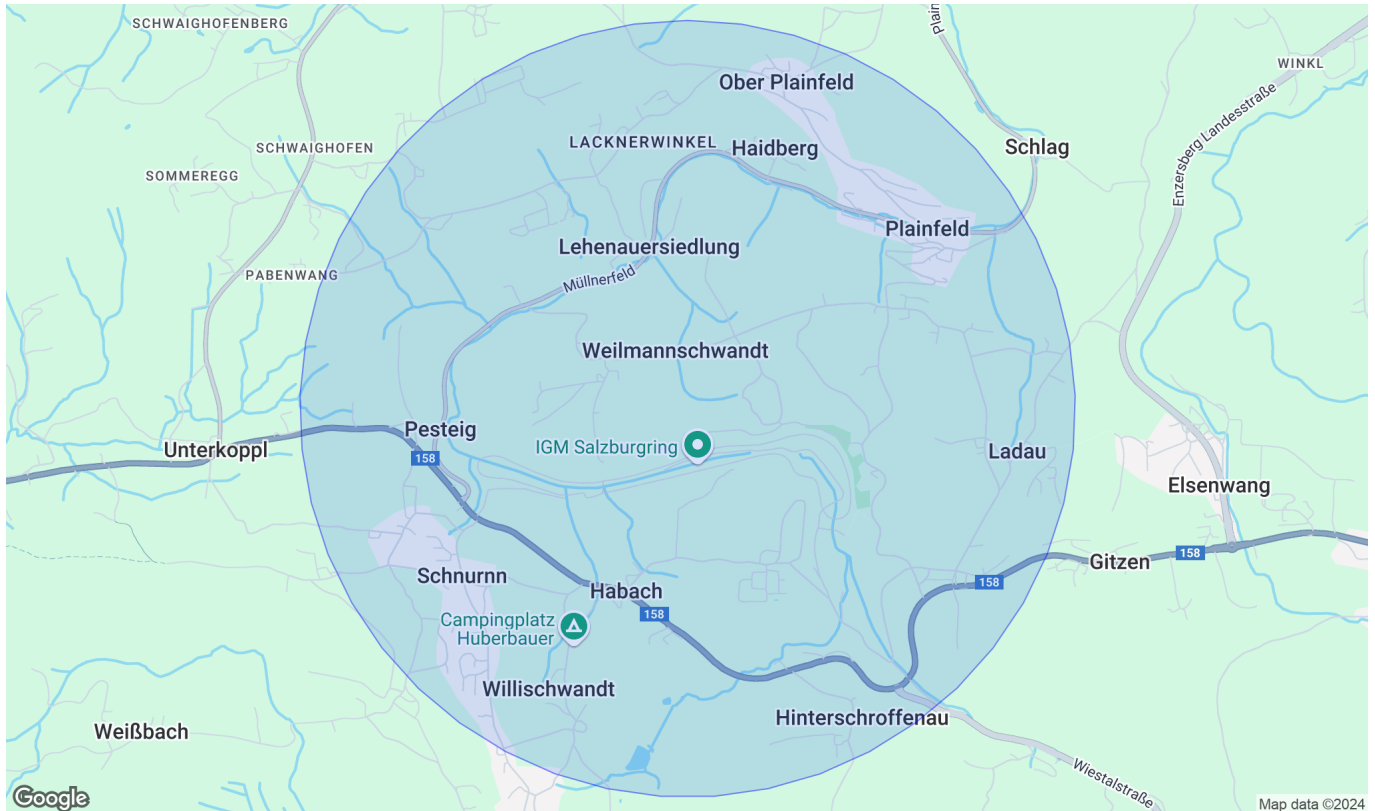 SCHWAIGHOFENBERG
Plain
WINKL
Ober Plainfeld
Enzersberg Landesstraße
LACKNERWINKEL
Haidberg
Schlag
SCHWAIGHOFEN
SOMMEREGG
Plainfeld
Lehenauersiedlung
PABENWANG
Müllnerfeld
Weilmannschwandt
Pesteig
Unterkoppl
158
IGM Salzburgring
Ladau
Elsenwang
158
Gitzen
Schnurnn
158
Habach
158
Campingplatz
Huberbauer
Willischwandt
Hinterschroffenau
Weißbach
Wiestalstraße
Google
Map data ©2024